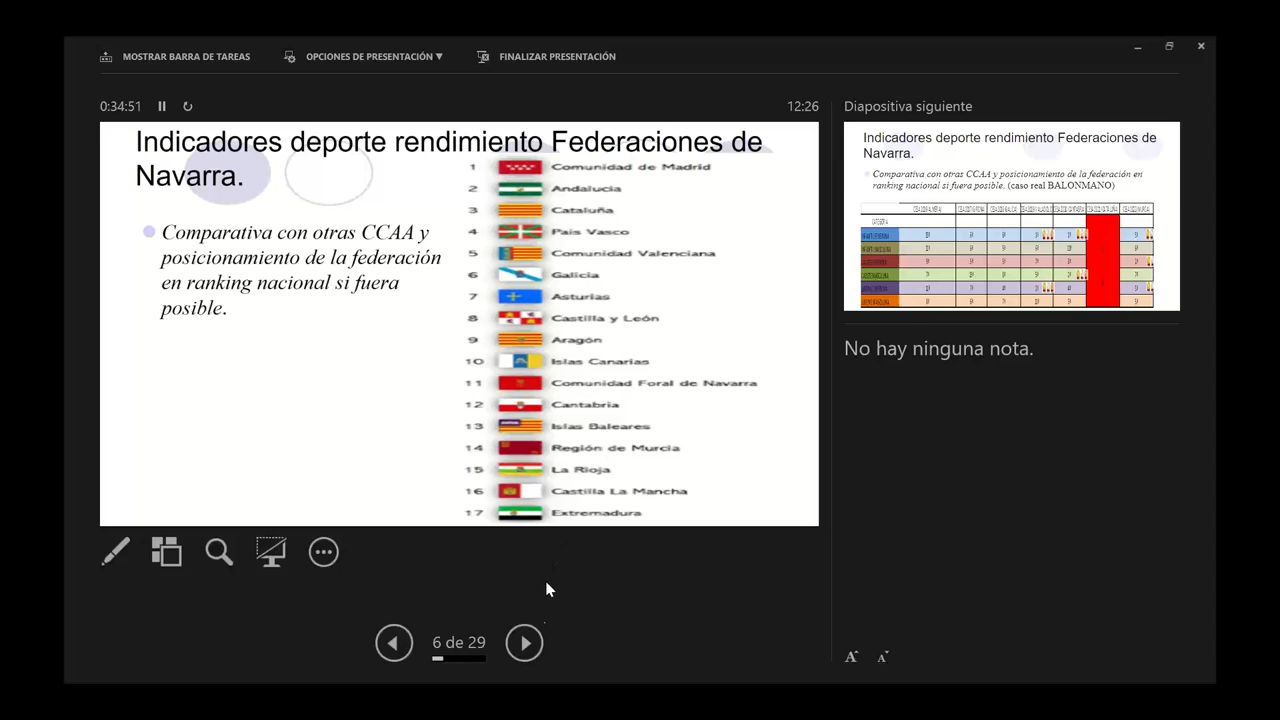 MOSTRAR BARRA DE TAREAS
OPCIONES DE PRESENTACIÓN ▼
FINALIZAR PRESENTACIÓN
0:34:51
12:26
Indicadores deporte rendimiento Federaciones de
Navarra.
Comparativa con otras CCAA y
posicionamiento de la federación
en ranking nacional si fuera
posible.
1 Comunidad de Madrid
2 Andalucía
3 Cataluña
4 País Vasco
5 Comunidad Valenciana
6 Galicia
7 Asturias
8 Castilla y León
9 Aragón
10 Islas Canarias
11 Comunidad Foral de Navarra
12 Cantabria
13 Islas Baleares
14 Región de Murcia
15 La Rioja
16 Castilla La Mancha
17 Extremadura
6 de 29
Diapositiva siguiente
Indicadores deporte rendimiento Federaciones de
Navarra.
Comparativa con otras CCAA y posicionamiento de la federación en
ranking nacional si fuera posible. (caso real BALONMANO)
No hay ninguna nota.
A A